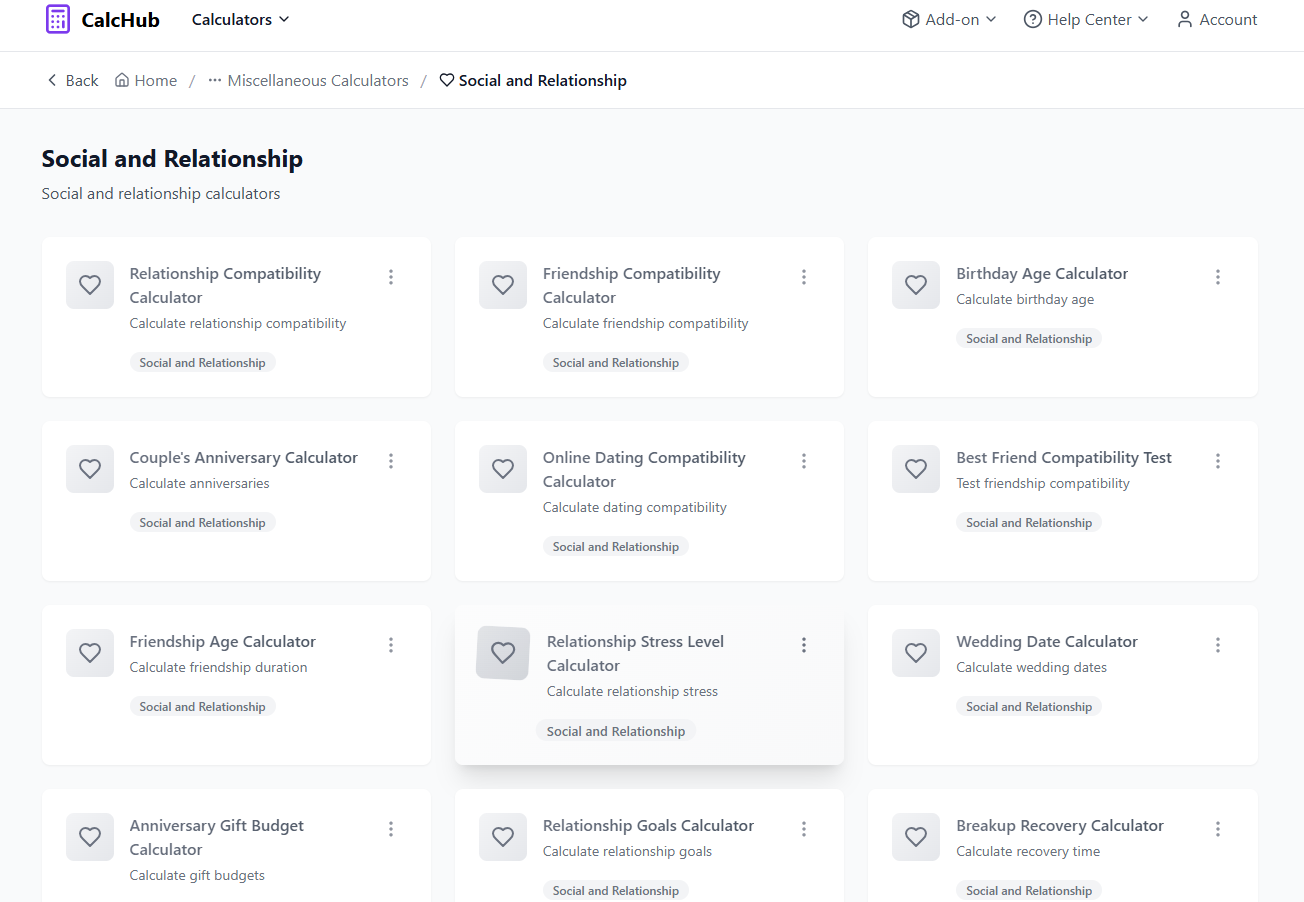 CalcHub
Calculators
Add-on
Help Center
Account
Back
Home / Miscellaneous Calculators / Social and Relationship
Social and Relationship
Social and relationship calculators
Relationship Compatibility
Calculator
Calculate relationship compatibility
Social and Relationship
Friendship Compatibility
Calculator
Calculate friendship compatibility
Social and Relationship
Birthday Age Calculator
Calculate birthday age
Social and Relationship
Couple's Anniversary Calculator
Calculate anniversaries
Social and Relationship
Online Dating Compatibility
Calculator
Calculate dating compatibility
Social and Relationship
Best Friend Compatibility Test
Test friendship compatibility
Social and Relationship
Friendship Age Calculator
Calculate friendship duration
Social and Relationship
Relationship Stress Level
Calculator
Calculate relationship stress
Social and Relationship
Wedding Date Calculator
Calculate wedding dates
Social and Relationship
Anniversary Gift Budget
Calculator
Calculate gift budgets
Relationship Goals Calculator
Calculate relationship goals
Social and Relationship
Breakup Recovery Calculator
Calculate recovery time
Social and Relationship